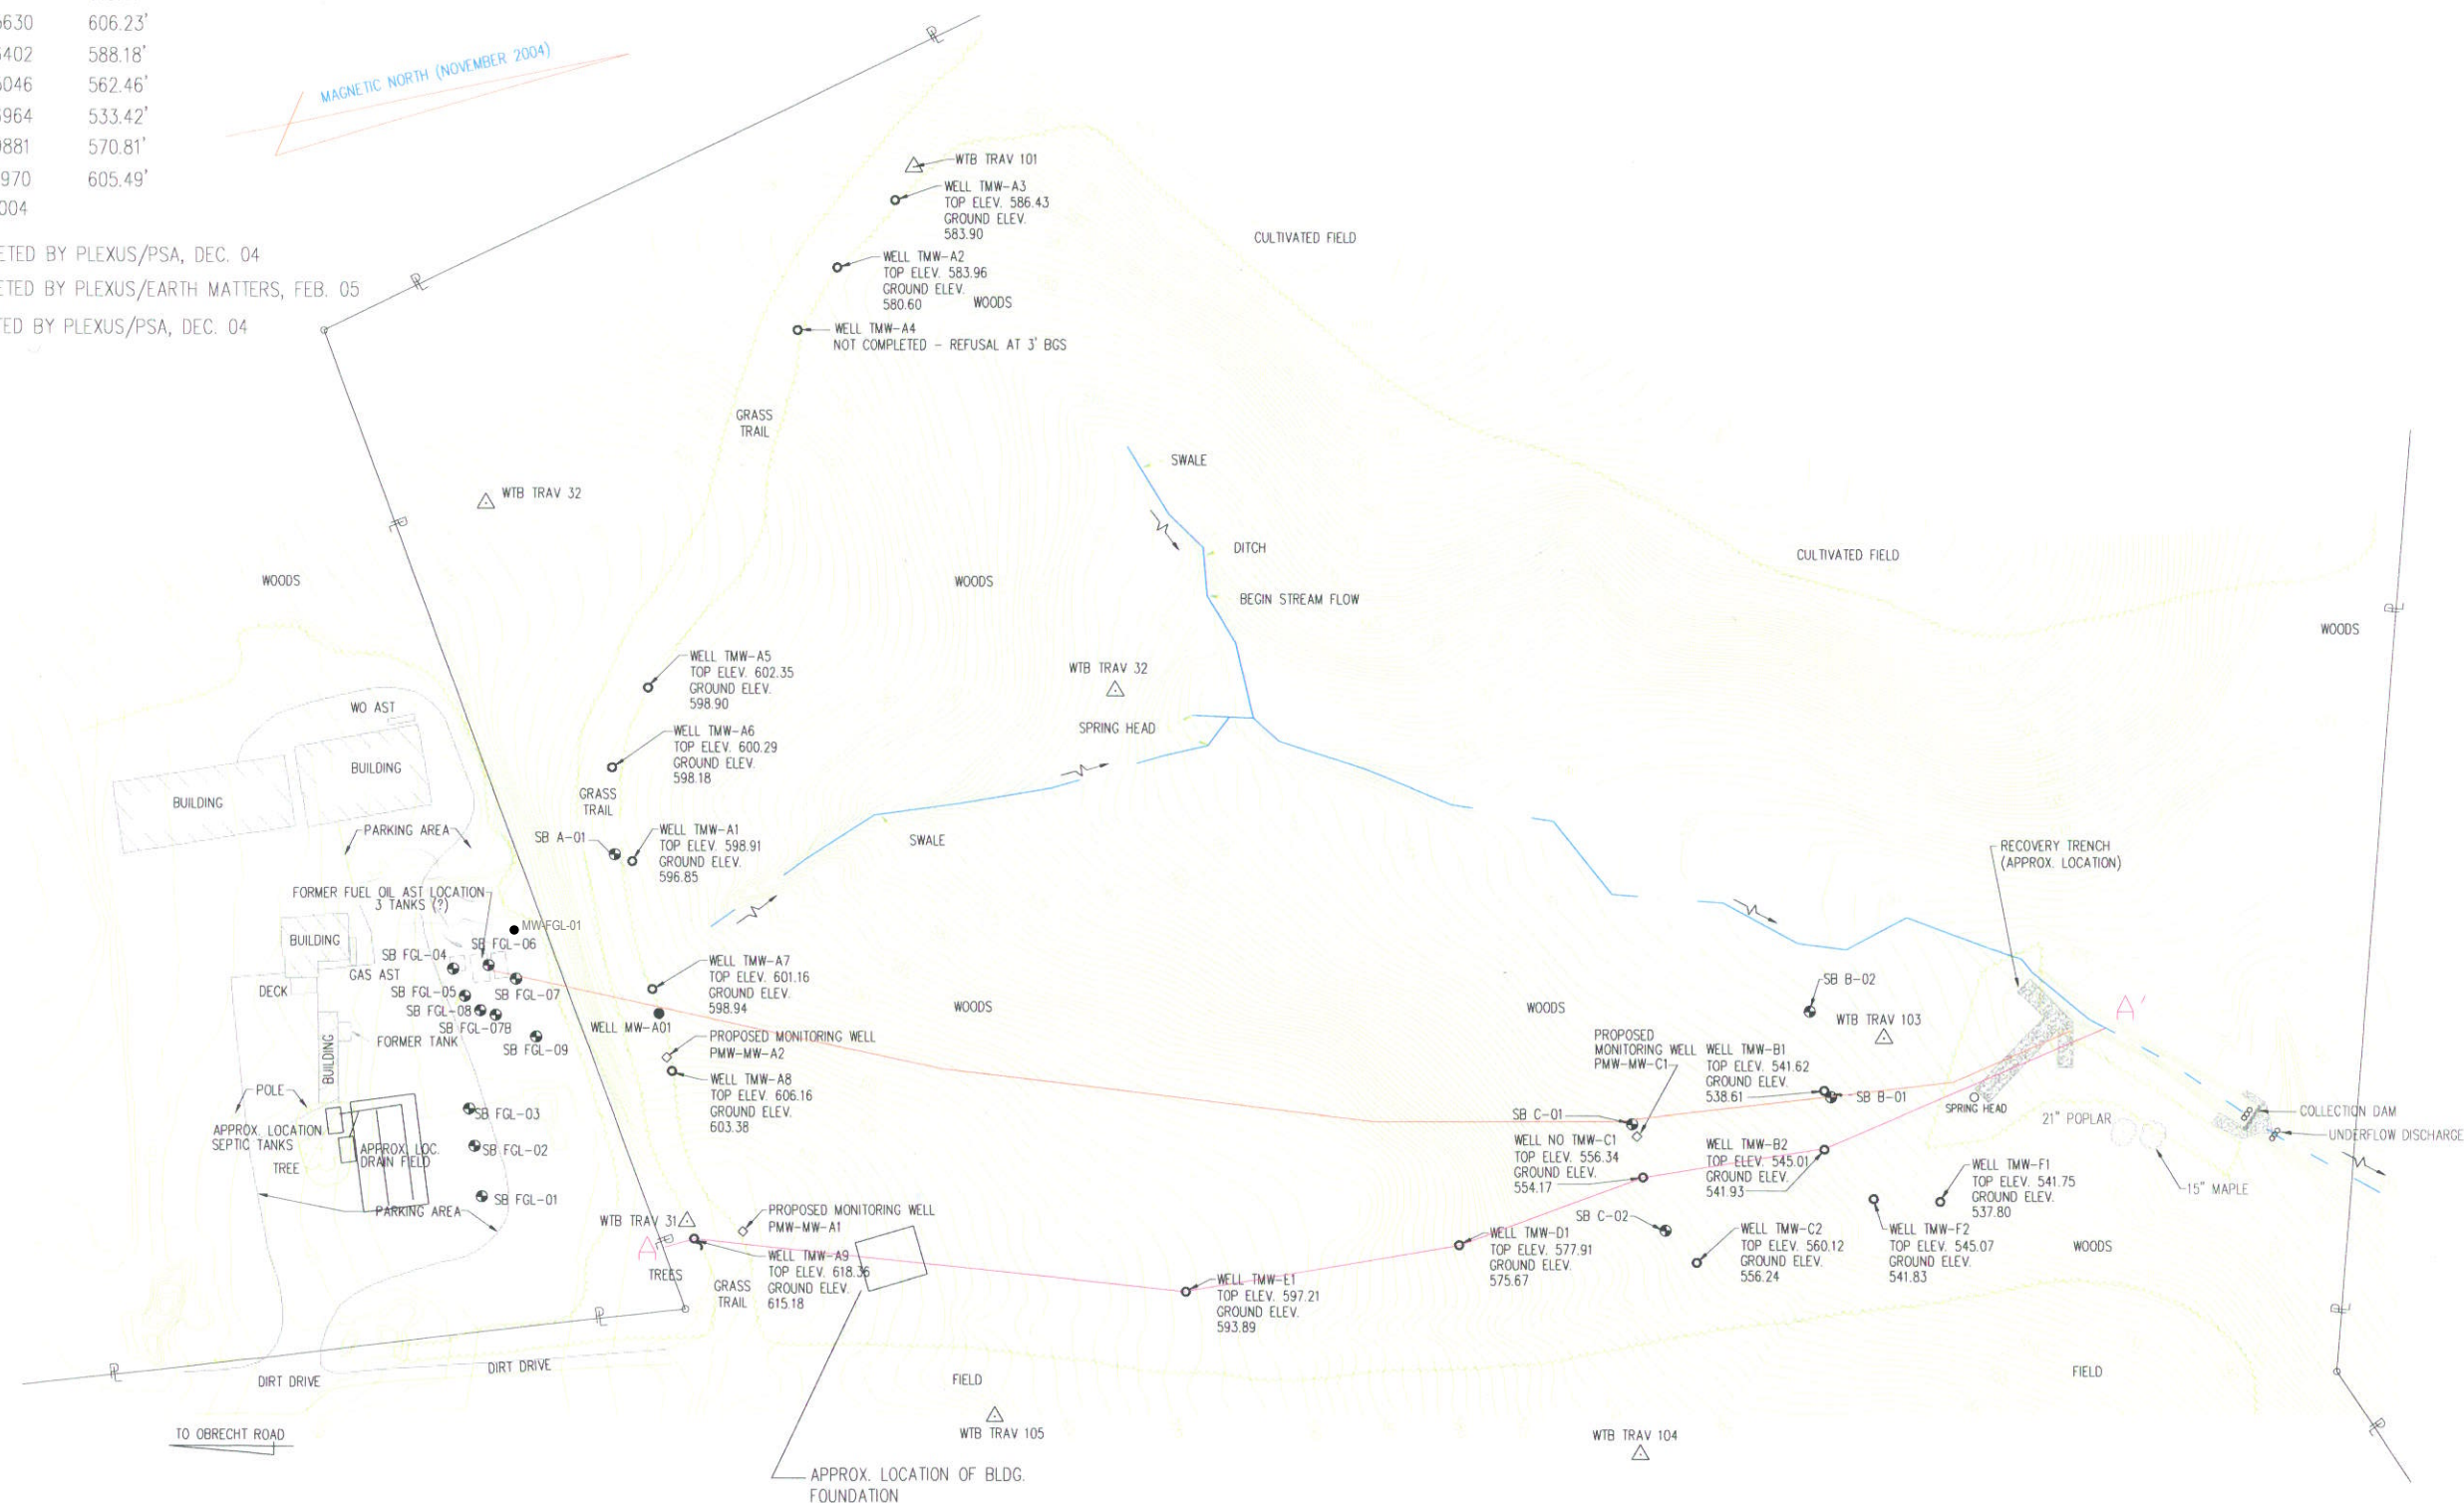 606.23'
588.18'
562.46'
533.42'
570.81'
605.49'
MAGNETIC NORTH (NOVEMBER 2004)
BY PLEXUS/PSA, DEC. 04
BY PLEXUS/EARTH MATTERS, FEB. 05
BY PLEXUS/PSA, DEC. 04
WTB TRAV 101
WELL TMW-A3
TOP ELEV. 586.43
GROUND ELEV.
583.90
WELL TMW-A2
TOP ELEV. 583.96
GROUND ELEV.
580.60
WOODS
WELL TMW-A4
NOT COMPLETED - REFUSAL AT 3' BGS
CULTIVATED FIELD
GRASS
TRAIL
SWALE
WTB TRAV 32
DITCH
CULTIVATED FIELD
WOODS
WOODS
BEGIN STREAM FLOW
WOODS
WELL TMW-A5
TOP ELEV. 602.35
GROUND ELEV.
598.90
WTB TRAV 32
SPRING HEAD
WO AST
BUILDING
BUILDING
WELL TMW-A6
TOP ELEV. 600.29
GROUND ELEV.
598.18
GRASS
TRAIL
PARKING AREA
SB A-01
WELL TMW-A1
TOP ELEV. 598.91
GROUND ELEV.
596.85
SWALE
RECOVERY TRENCH
(APPROX. LOCATION)
FORMER FUEL OIL AST LOCATION
3 TANKS (?)
MW-FGL-01
BUILDING
SB FGL-06
SB FGL-04
GAS AST
DECK
SB FGL-05
SB FGL-07
SB FGL-08
SB FGL-07B
FORMER TANK
SB FGL-09
BUILDING
WELL TMW-A7
TOP ELEV. 601.16
GROUND ELEV.
598.94
WELL MW-A01
PROPOSED MONITORING WELL
PMW-MW-A2
WELL TMW-A8
TOP ELEV. 606.16
GROUND ELEV.
603.38
WOODS
WOODS
SB B-02
WTB TRAV 103
A'
PROPOSED
MONITORING WELL
PMW-MW-C1
WELL TMW-B1
TOP ELEV. 541.62
GROUND ELEV.
538.61
SB B-01
SPRING HEAD
SB C-01
WELL NO TMW-C1
TOP ELEV. 556.34
GROUND ELEV.
554.17
WELL TMW-B2
TOP ELEV. 545.01
GROUND ELEV.
541.93
21" POPLAR
15" MAPLE
COLLECTION DAM
UNDERFLOW DISCHARGE
POLE
APPROX. LOCATION
SEPTIC TANKS
TREE
APPROX. LOC.
DRAIN FIELD
SB FGL-03
SB FGL-02
SB FGL-01
PARKING AREA
WTB TRAV 31
PROPOSED MONITORING WELL
PMW-MW-A1
A
TREES
WELL TMW-A9
TOP ELEV. 618.36
GROUND ELEV.
615.18
GRASS
TRAIL
WELL TMW-E1
TOP ELEV. 597.21
GROUND ELEV.
593.89
WELL TMW-D1
TOP ELEV. 577.91
GROUND ELEV.
575.67
SB C-02
WELL TMW-C2
TOP ELEV. 560.12
GROUND ELEV.
556.24
WELL TMW-F2
TOP ELEV. 545.07
GROUND ELEV.
541.83
WELL TMW-F1
TOP ELEV. 541.75
GROUND ELEV.
537.80
WOODS
DIRT DRIVE
DIRT DRIVE
FIELD
FIELD
WTB TRAV 105
WTB TRAV 104
TO OBRECHT ROAD
APPROX. LOCATION OF BLDG.
FOUNDATION